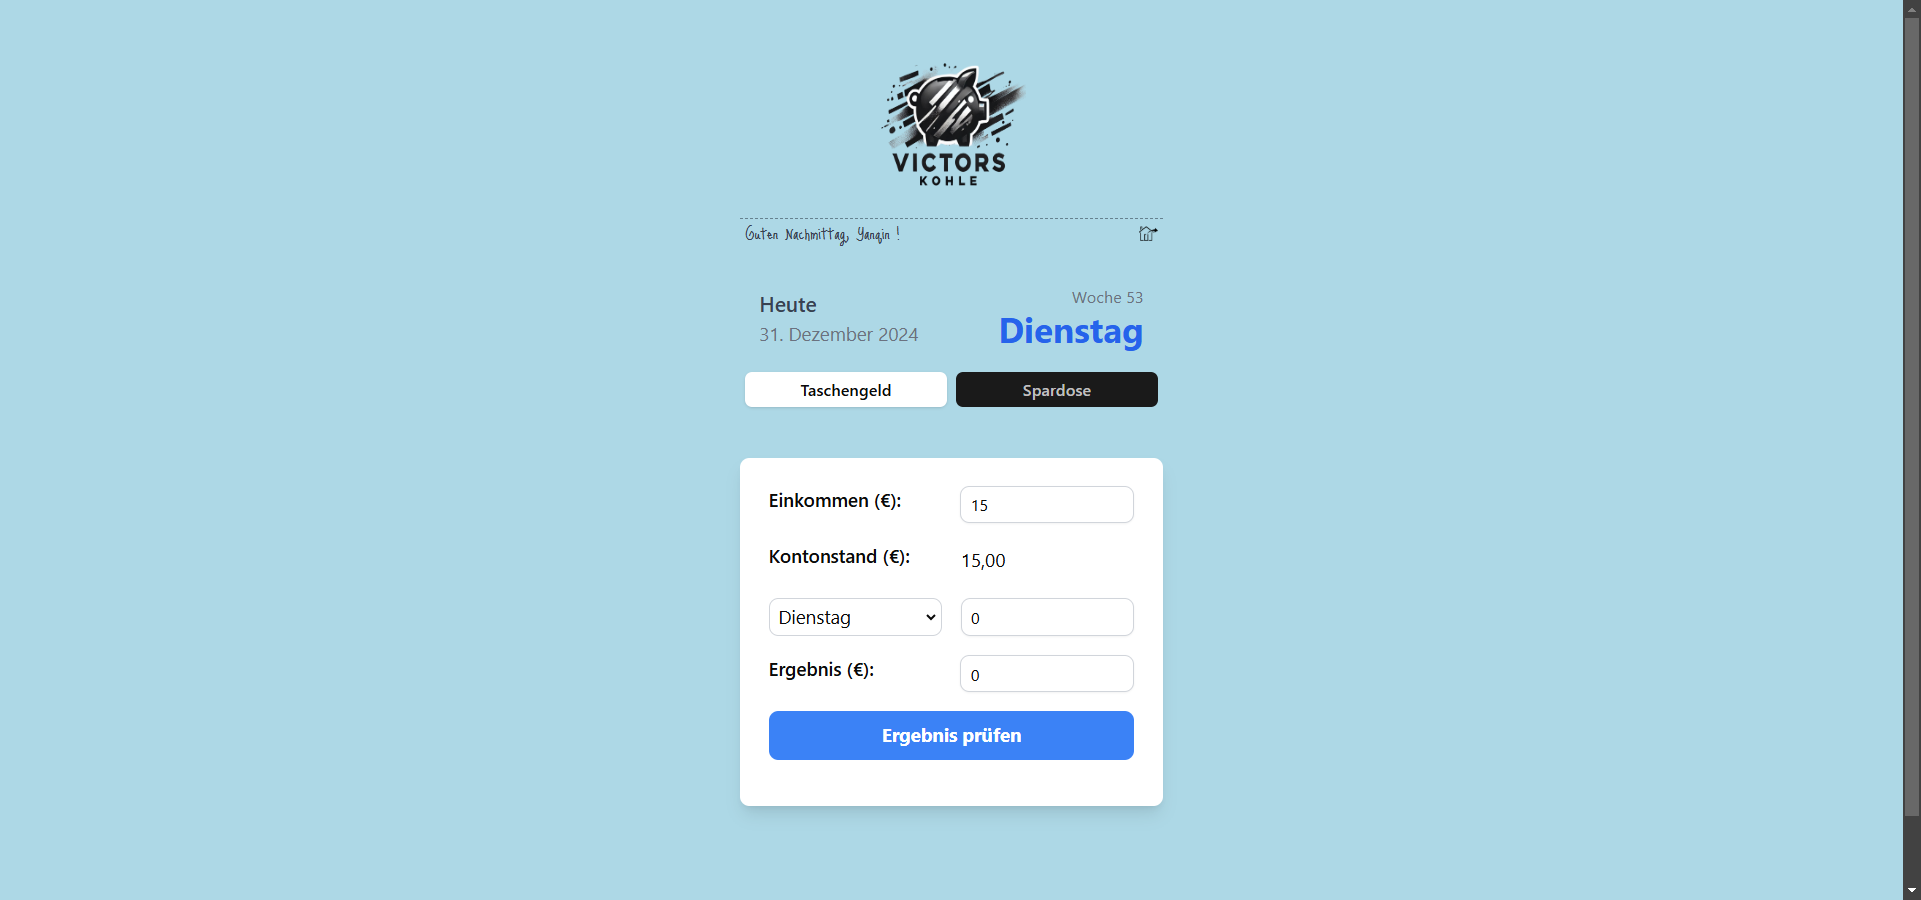 VICTORS
KOHLE
Guten Nachmittag, Yanqin !
Heute
Woche 53
31. Dezember 2024
Dienstag
Taschengeld
Spardose
Einkommen (€):
15
Kontonstand (€):
15,00
Dienstag
0
Ergebnis (€):
0
Ergebnis prüfen